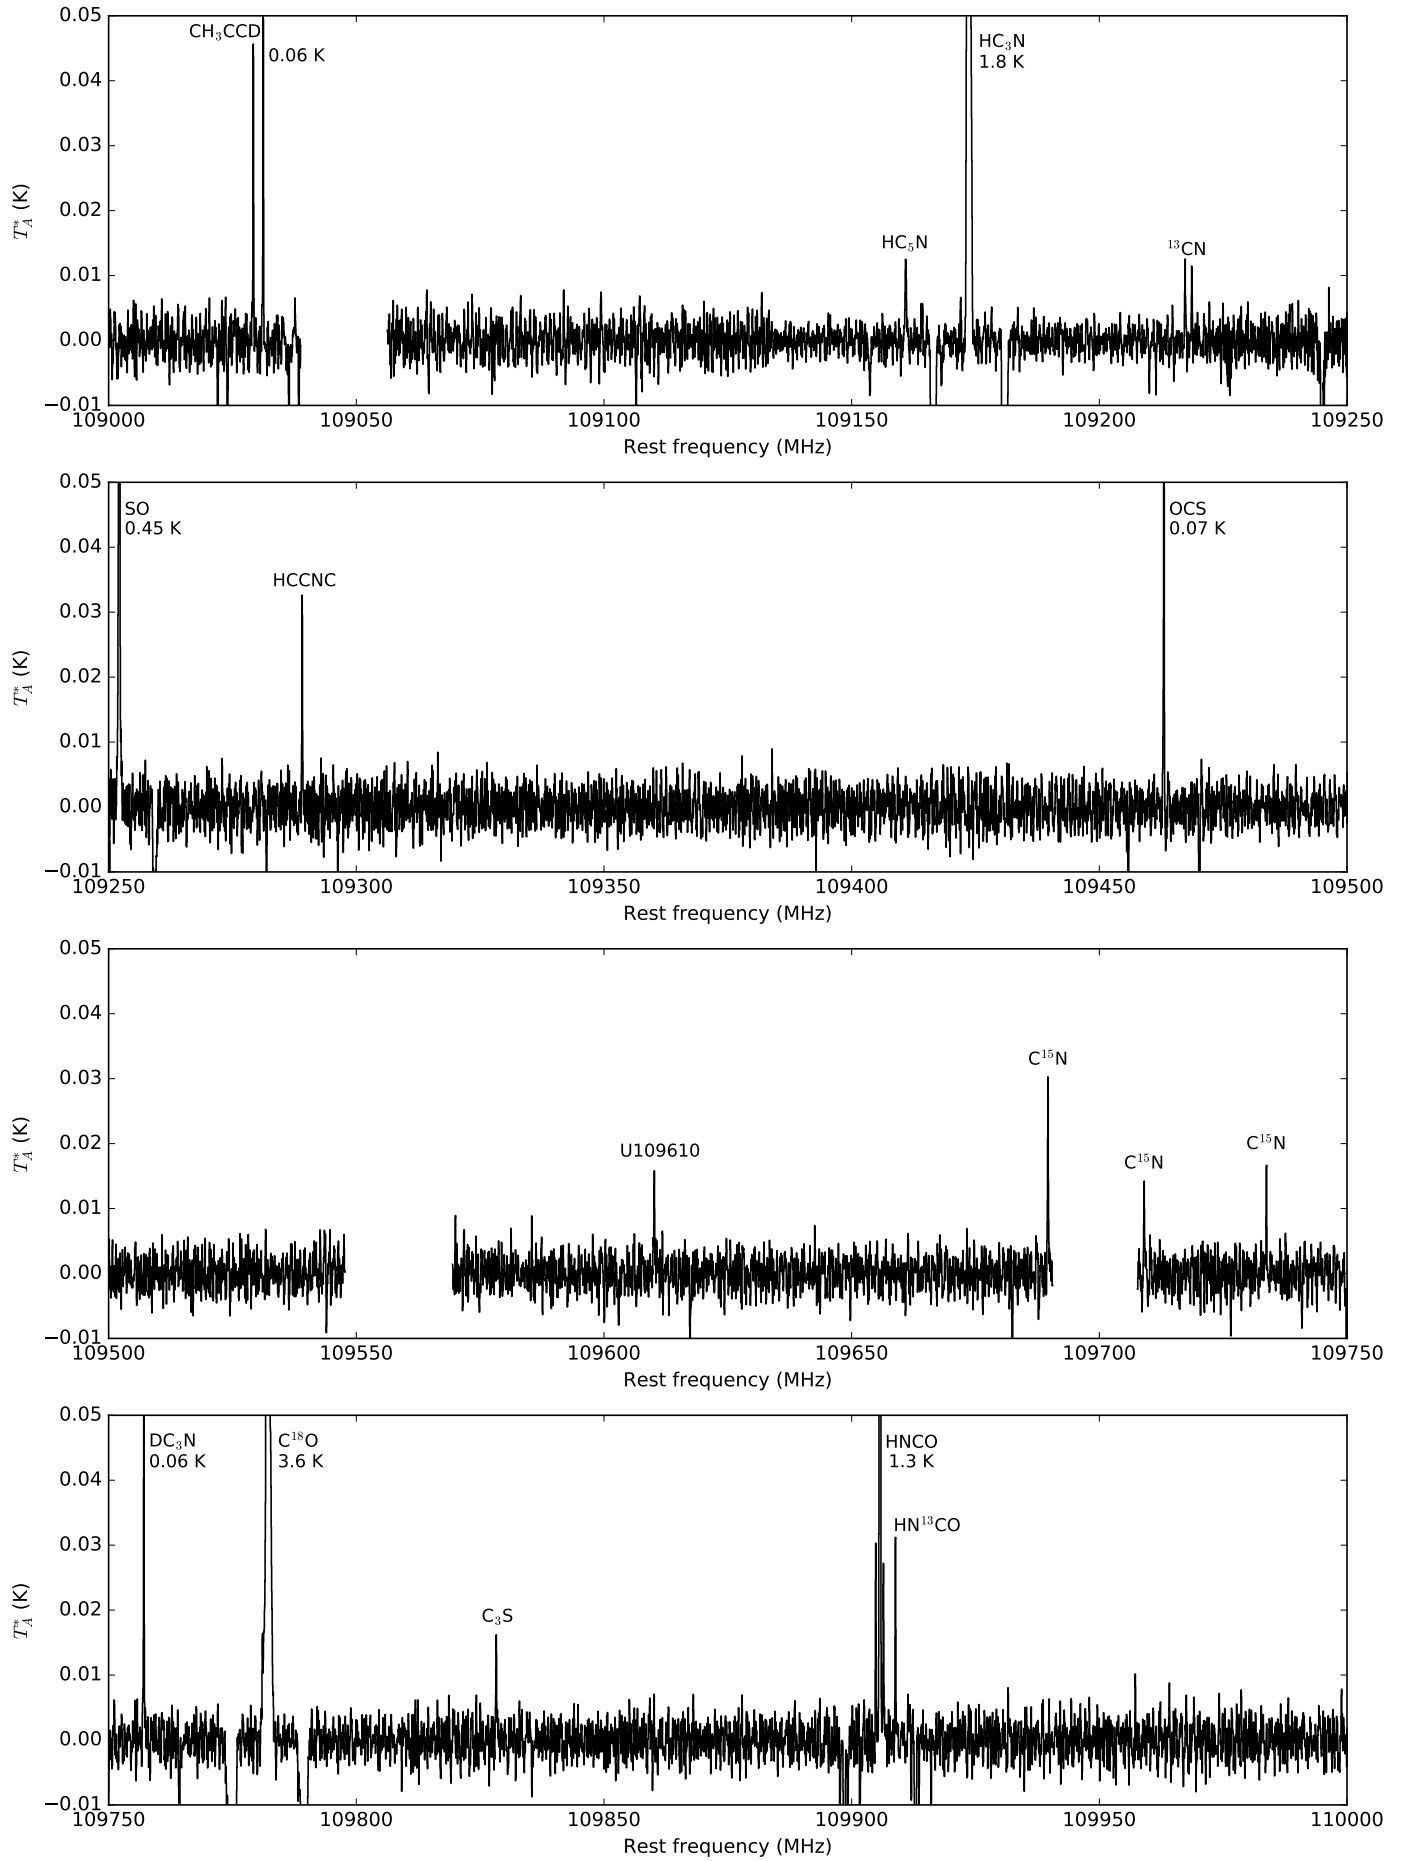 0.05
CH₃CCD
0.06 K
HC₃N
1.8 K
0.04
0.03
T*A (K)
0.02
HC₅N
¹³CN
0.01
0.00
−0.01
109000 109050 109100 109150 109200 109250
Rest frequency (MHz)
0.05
SO
0.45 K
OCS
0.07 K
0.04
HCCNC
0.03
T*A (K)
0.02
0.01
0.00
−0.01
109250 109300 109350 109400 109450 109500
Rest frequency (MHz)
0.05
0.04
C¹⁵N
0.03
T*A (K)
0.02
U109610
C¹⁵N
C¹⁵N
0.01
0.00
−0.01
109500 109550 109600 109650 109700 109750
Rest frequency (MHz)
0.05
DC₃N
0.06 K
C¹⁸O
3.6 K
HNCO
1.3 K
0.04
HN¹³CO
0.03
T*A (K)
0.02
C₃S
0.01
0.00
−0.01
109750 109800 109850 109900 109950 110000
Rest frequency (MHz)